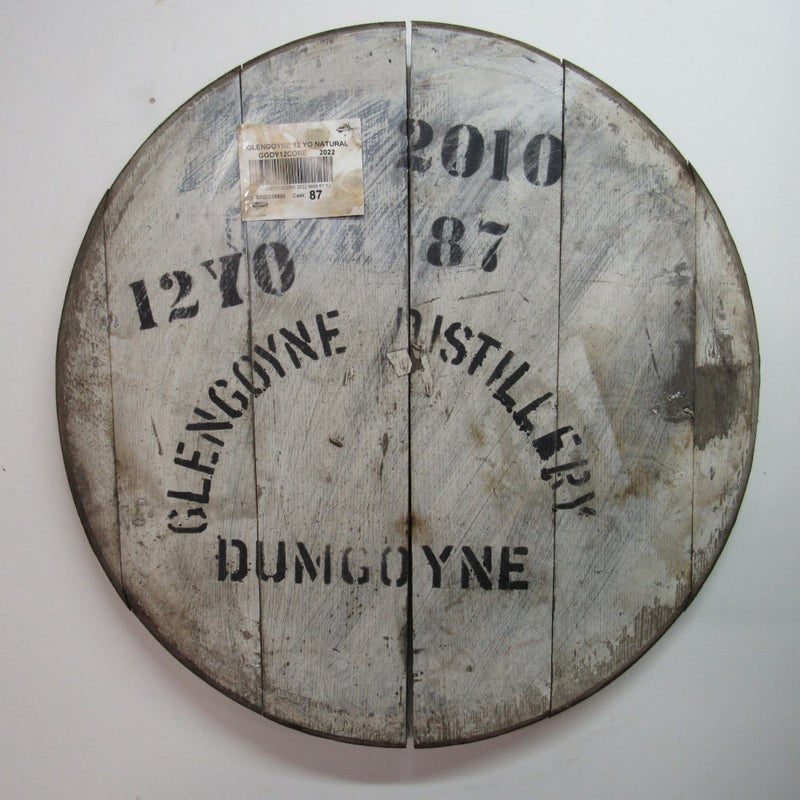 GLENGOYNE 12 YO NATURAL
GGOY12CORE 2022
Cask 87
2010
87
12YO
GLENGOYNE DISTILLERY
DUMGOYNE